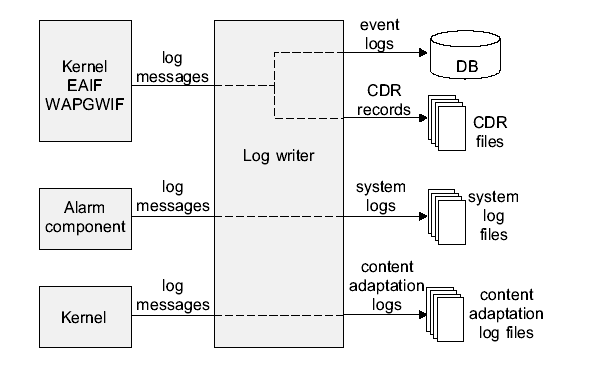 Kernel
EAIF
WAPGWIF
log
messages
event
logs
DB
CDR
records
CDR
files
Log writer
Alarm
component
log
messages
system
logs
system
log
files
Kernel
log
messages
content
adaptation
logs
content
adaptation
log files